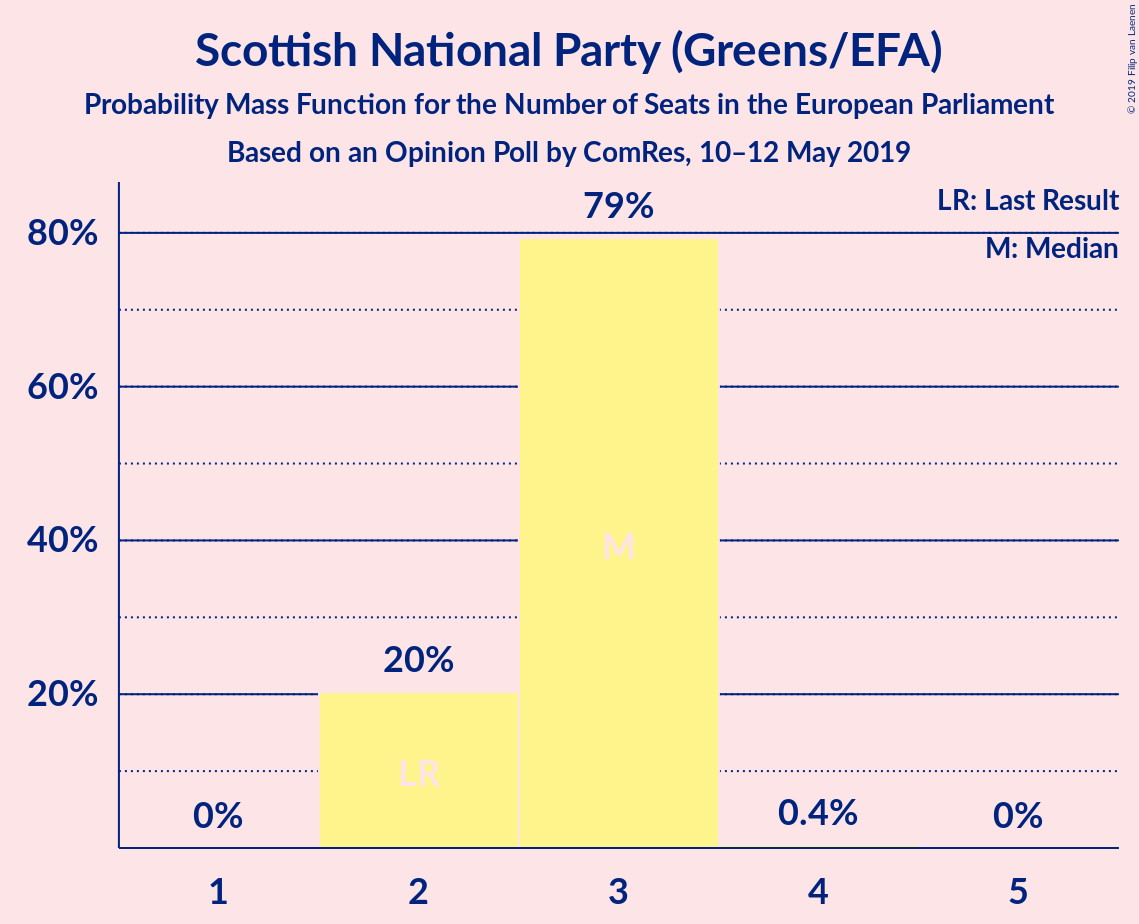 Scottish National Party (Greens/EFA)
Probability Mass Function for the Number of Seats in the European Parliament
Based on an Opinion Poll by ComRes, 10–12 May 2019
© 2019 Filip van Laenen
LR: Last Result
M: Median
79%
80%
60%
40%
M
20%
20%
LR
0%
0.4%
0%
1
2
3
4
5